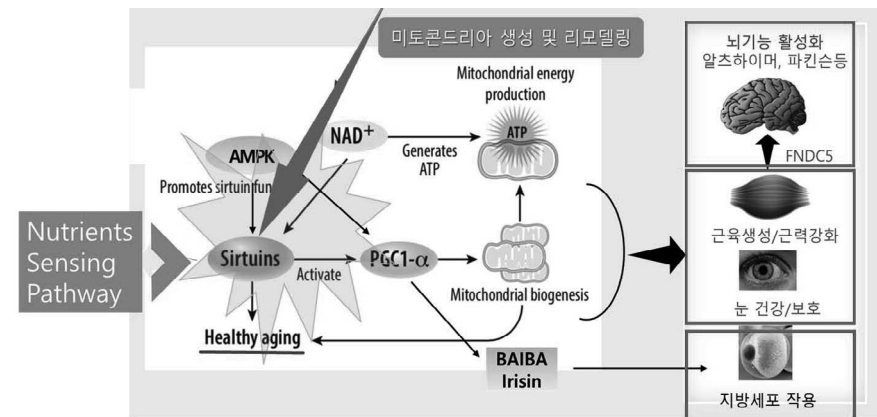 미토콘드리아 생성 및 리모델링
Mitochondrial energy
production
NAD+
ATP
AMPK
Generates
ATP
Promotes sirtuin fun
Nutrients
Sensing
Pathway
Sirtuins
Activate
PGC1-α
Mitochondrial biogenesis
Healthy aging
BAIBA
Irisin
뇌기능 활성화
알츠하이머, 파킨슨등
FNDC5
근육생성/근력강화
눈 건강/보호
지방세포 작용